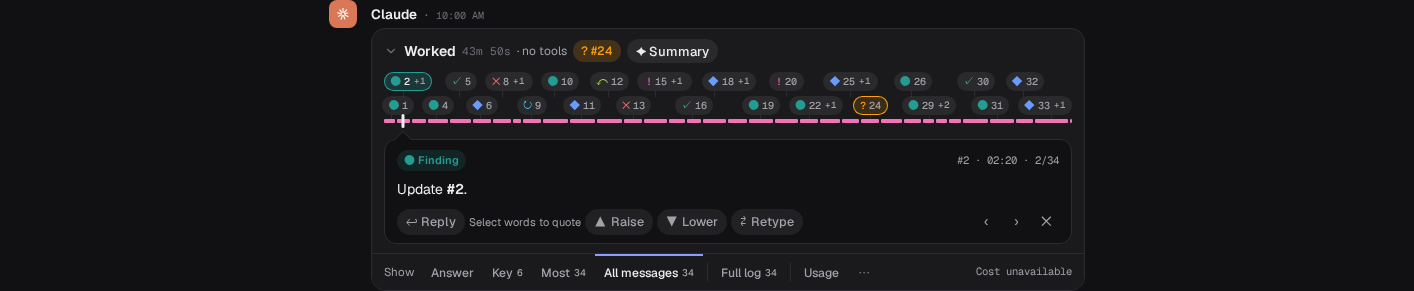 Claude · 10:00 AM
Worked 43m 50s · no tools ? #24 ✦ Summary
2 +1 ✓ 5 ✕ 8 +1 10 12 ! 15 +1 18 +1 ! 20 25 +1 26 ✓ 30 32
1 4 6 9 11 ✕ 13 ✓ 16 19 22 +1 ? 24 29 +2 31 33 +1
Finding #2 · 02:20 · 2/34
Update #2.
↩ Reply Select words to quote ▲ Raise ▼ Lower ⇄ Retype ‹ › ✕
Show Answer Key 6 Most 34 All messages 34 Full log 34 Usage ··· Cost unavailable